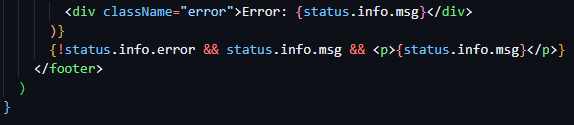 <div className="error">Error: {status.info.msg}</div>
)}
{!status.info.error && status.info.msg && <p>{status.info.msg}</p>}
</footer>
)
}